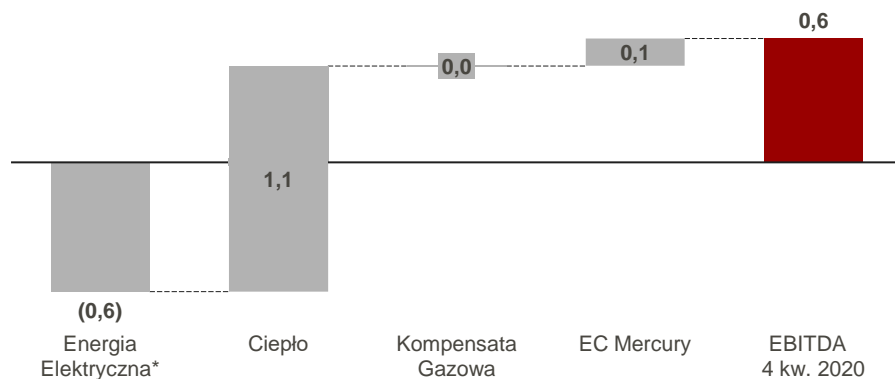 0,6
0,0
0,1
1,1
(0,6)
Energia
Elektryczna*
Ciepło
Kompensata
Gazowa
EC Mercury
EBITDA
4 kw. 2020